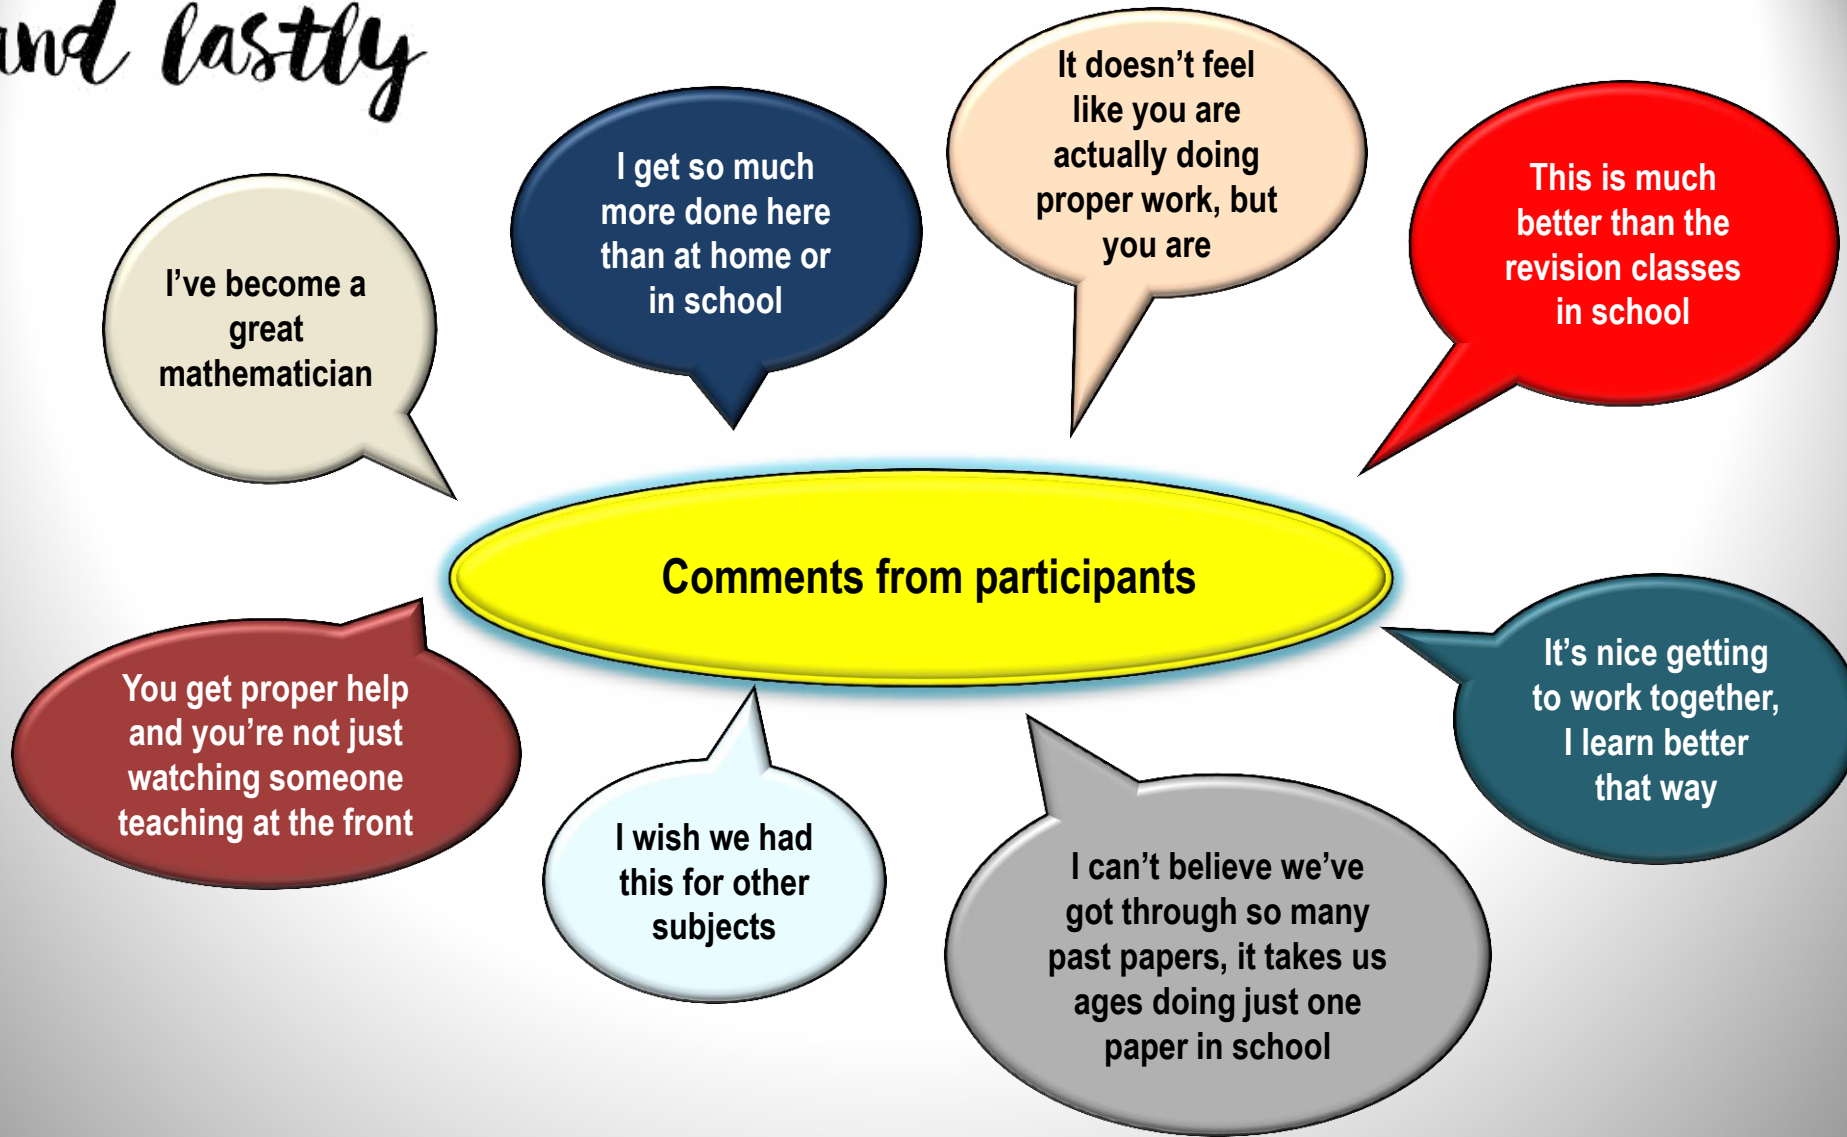 and lastly
I've become a
great
mathematician
I get so much
more done here
than at home or
in school
It doesn't feel
like you are
actually doing
proper work, but
you are
This is much
better than the
revision classes
in school
Comments from participants
You get proper help
and you're not just
watching someone
teaching at the front
I wish we had
this for other
subjects
I can't believe we've
got through so many
past papers, it takes us
ages doing just one
paper in school
It's nice getting
to work together,
I learn better
that way